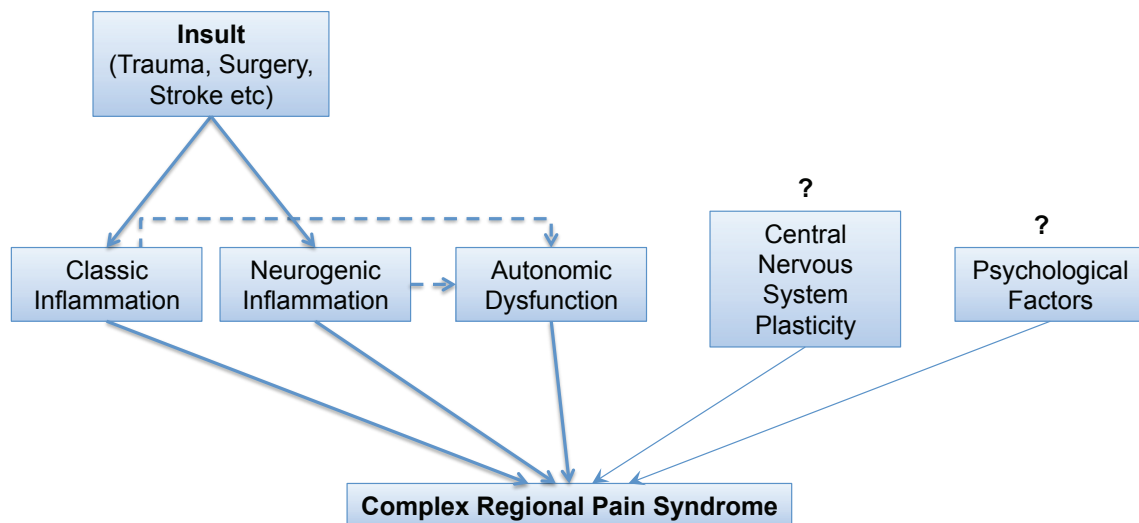 Insult
(Trauma, Surgery,
Stroke etc)
?
?
Classic
Inflammation
Neurogenic
Inflammation
Autonomic
Dysfunction
Central
Nervous
System
Plasticity
Psychological
Factors
Complex Regional Pain Syndrome